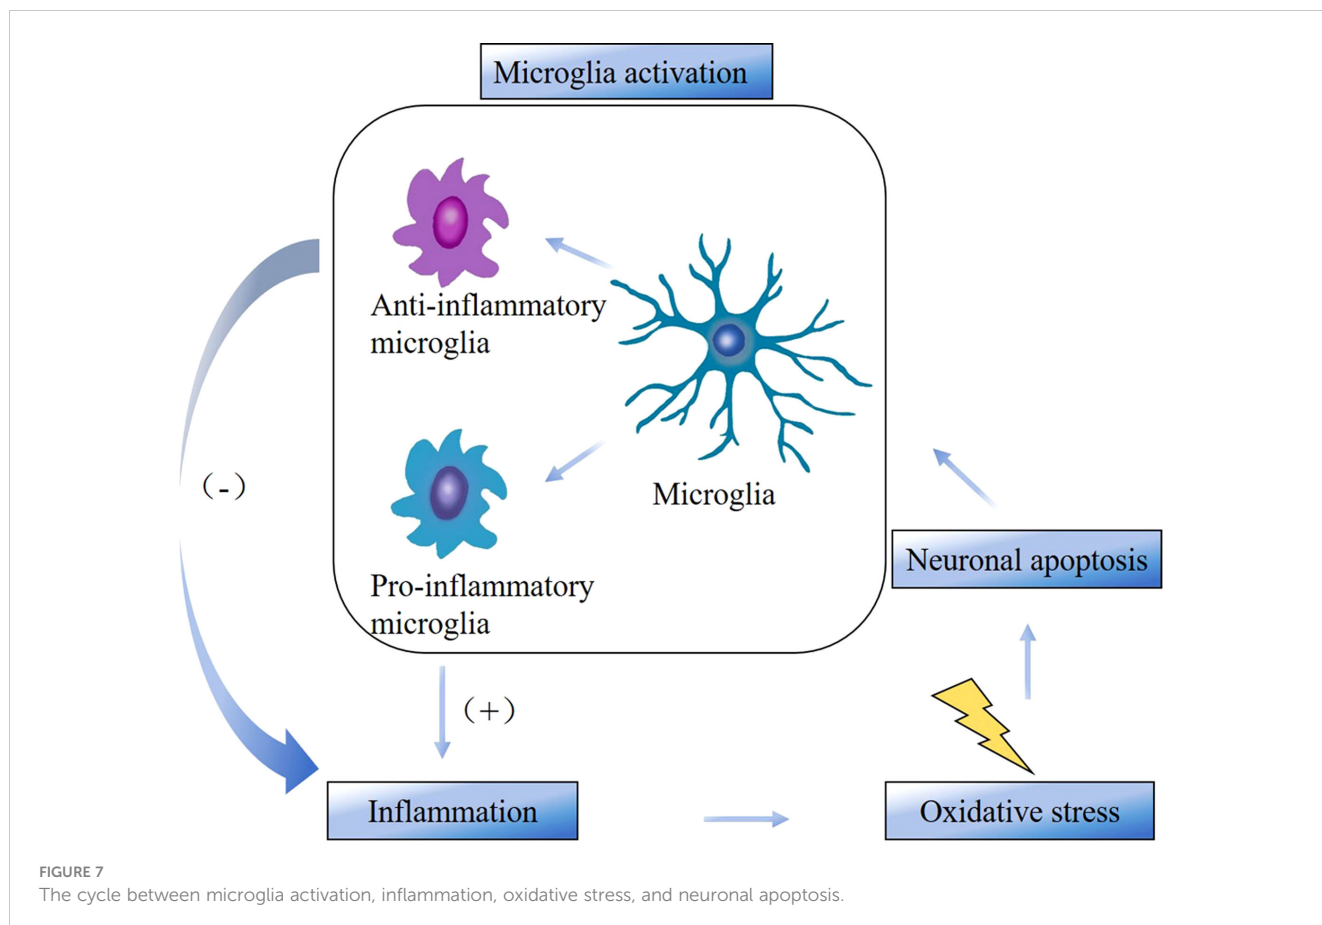 Microglia activation
Anti-inflammatory
microglia
(-)
Microglia
Pro-inflammatory
microglia
Neuronal apoptosis
(+)
Inflammation
Oxidative stress
FIGURE 7
The cycle between microglia activation, inflammation, oxidative stress, and neuronal apoptosis.